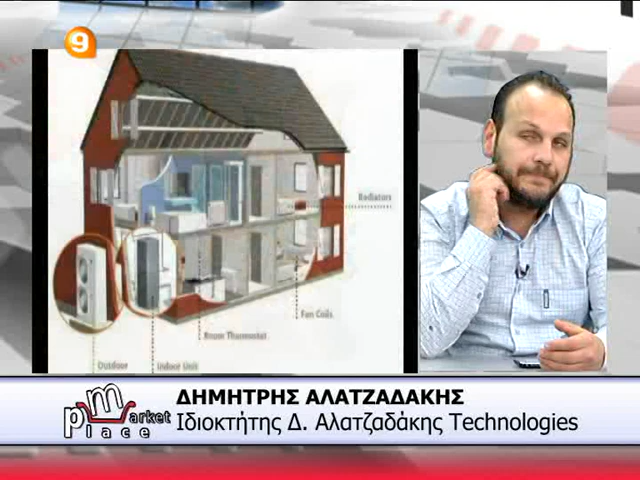 9
Radiators
Fan Coils
Room Thermostat
Outdoor
Indoor Unit
ΔΗΜΗΤΡΗΣ ΑΛΑΤΖΑΔΑΚΗΣ
Ιδιοκτήτης Δ. Αλατζαδάκης Technologies
market
place